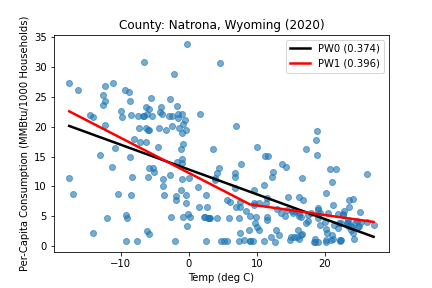 County: Natrona, Wyoming (2020)
PW0 (0.374)
PW1 (0.396)
Per-Capita Consumption (MMBtu/1000 Households)
35
30
25
20
15
10
5
0
−10 0 10 20
Temp (deg C)